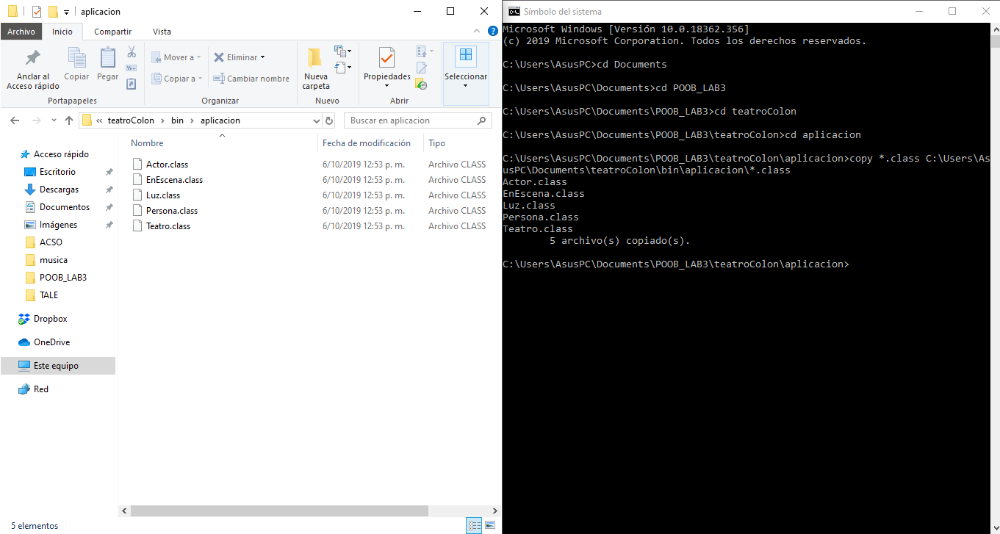 aplicacion
Archivo Inicio Compartir Vista
Anclar al Acceso rápido
Copiar
Pegar
Portapapeles
Mover a
Copiar a
Eliminar
Cambiar nombre
Organizar
Nueva carpeta
Nuevo
Propiedades
Abrir
Seleccionar
« teatroColon > bin > aplicacion
Buscar en aplicacion
Nombre Fecha de modificación Tipo
Acceso rápido
Escritorio
Descargas
Documentos
Imágenes
ACSO
musica
POOB_LAB3
TALE
Dropbox
OneDrive
Este equipo
Red
Actor.class 6/10/2019 12:53 p. m. Archivo CLASS
EnEscena.class 6/10/2019 12:53 p. m. Archivo CLASS
Luz.class 6/10/2019 12:53 p. m. Archivo CLASS
Persona.class 6/10/2019 12:53 p. m. Archivo CLASS
Teatro.class 6/10/2019 12:53 p. m. Archivo CLASS
5 elementos
Símbolo del sistema
Microsoft Windows [Versión 10.0.18362.356]
(c) 2019 Microsoft Corporation. Todos los derechos reservados.
C:\Users\AsusPC>cd Documents
C:\Users\AsusPC\Documents>cd POOB_LAB3
C:\Users\AsusPC\Documents\POOB_LAB3>cd teatroColon
C:\Users\AsusPC\Documents\POOB_LAB3\teatroColon>cd aplicacion
C:\Users\AsusPC\Documents\POOB_LAB3\teatroColon\aplicacion>copy *.class C:\Users\As
usPC\Documents\teatroColon\bin\aplicacion\*.class
Actor.class
EnEscena.class
Luz.class
Persona.class
Teatro.class
5 archivo(s) copiado(s).
C:\Users\AsusPC\Documents\POOB_LAB3\teatroColon\aplicacion>